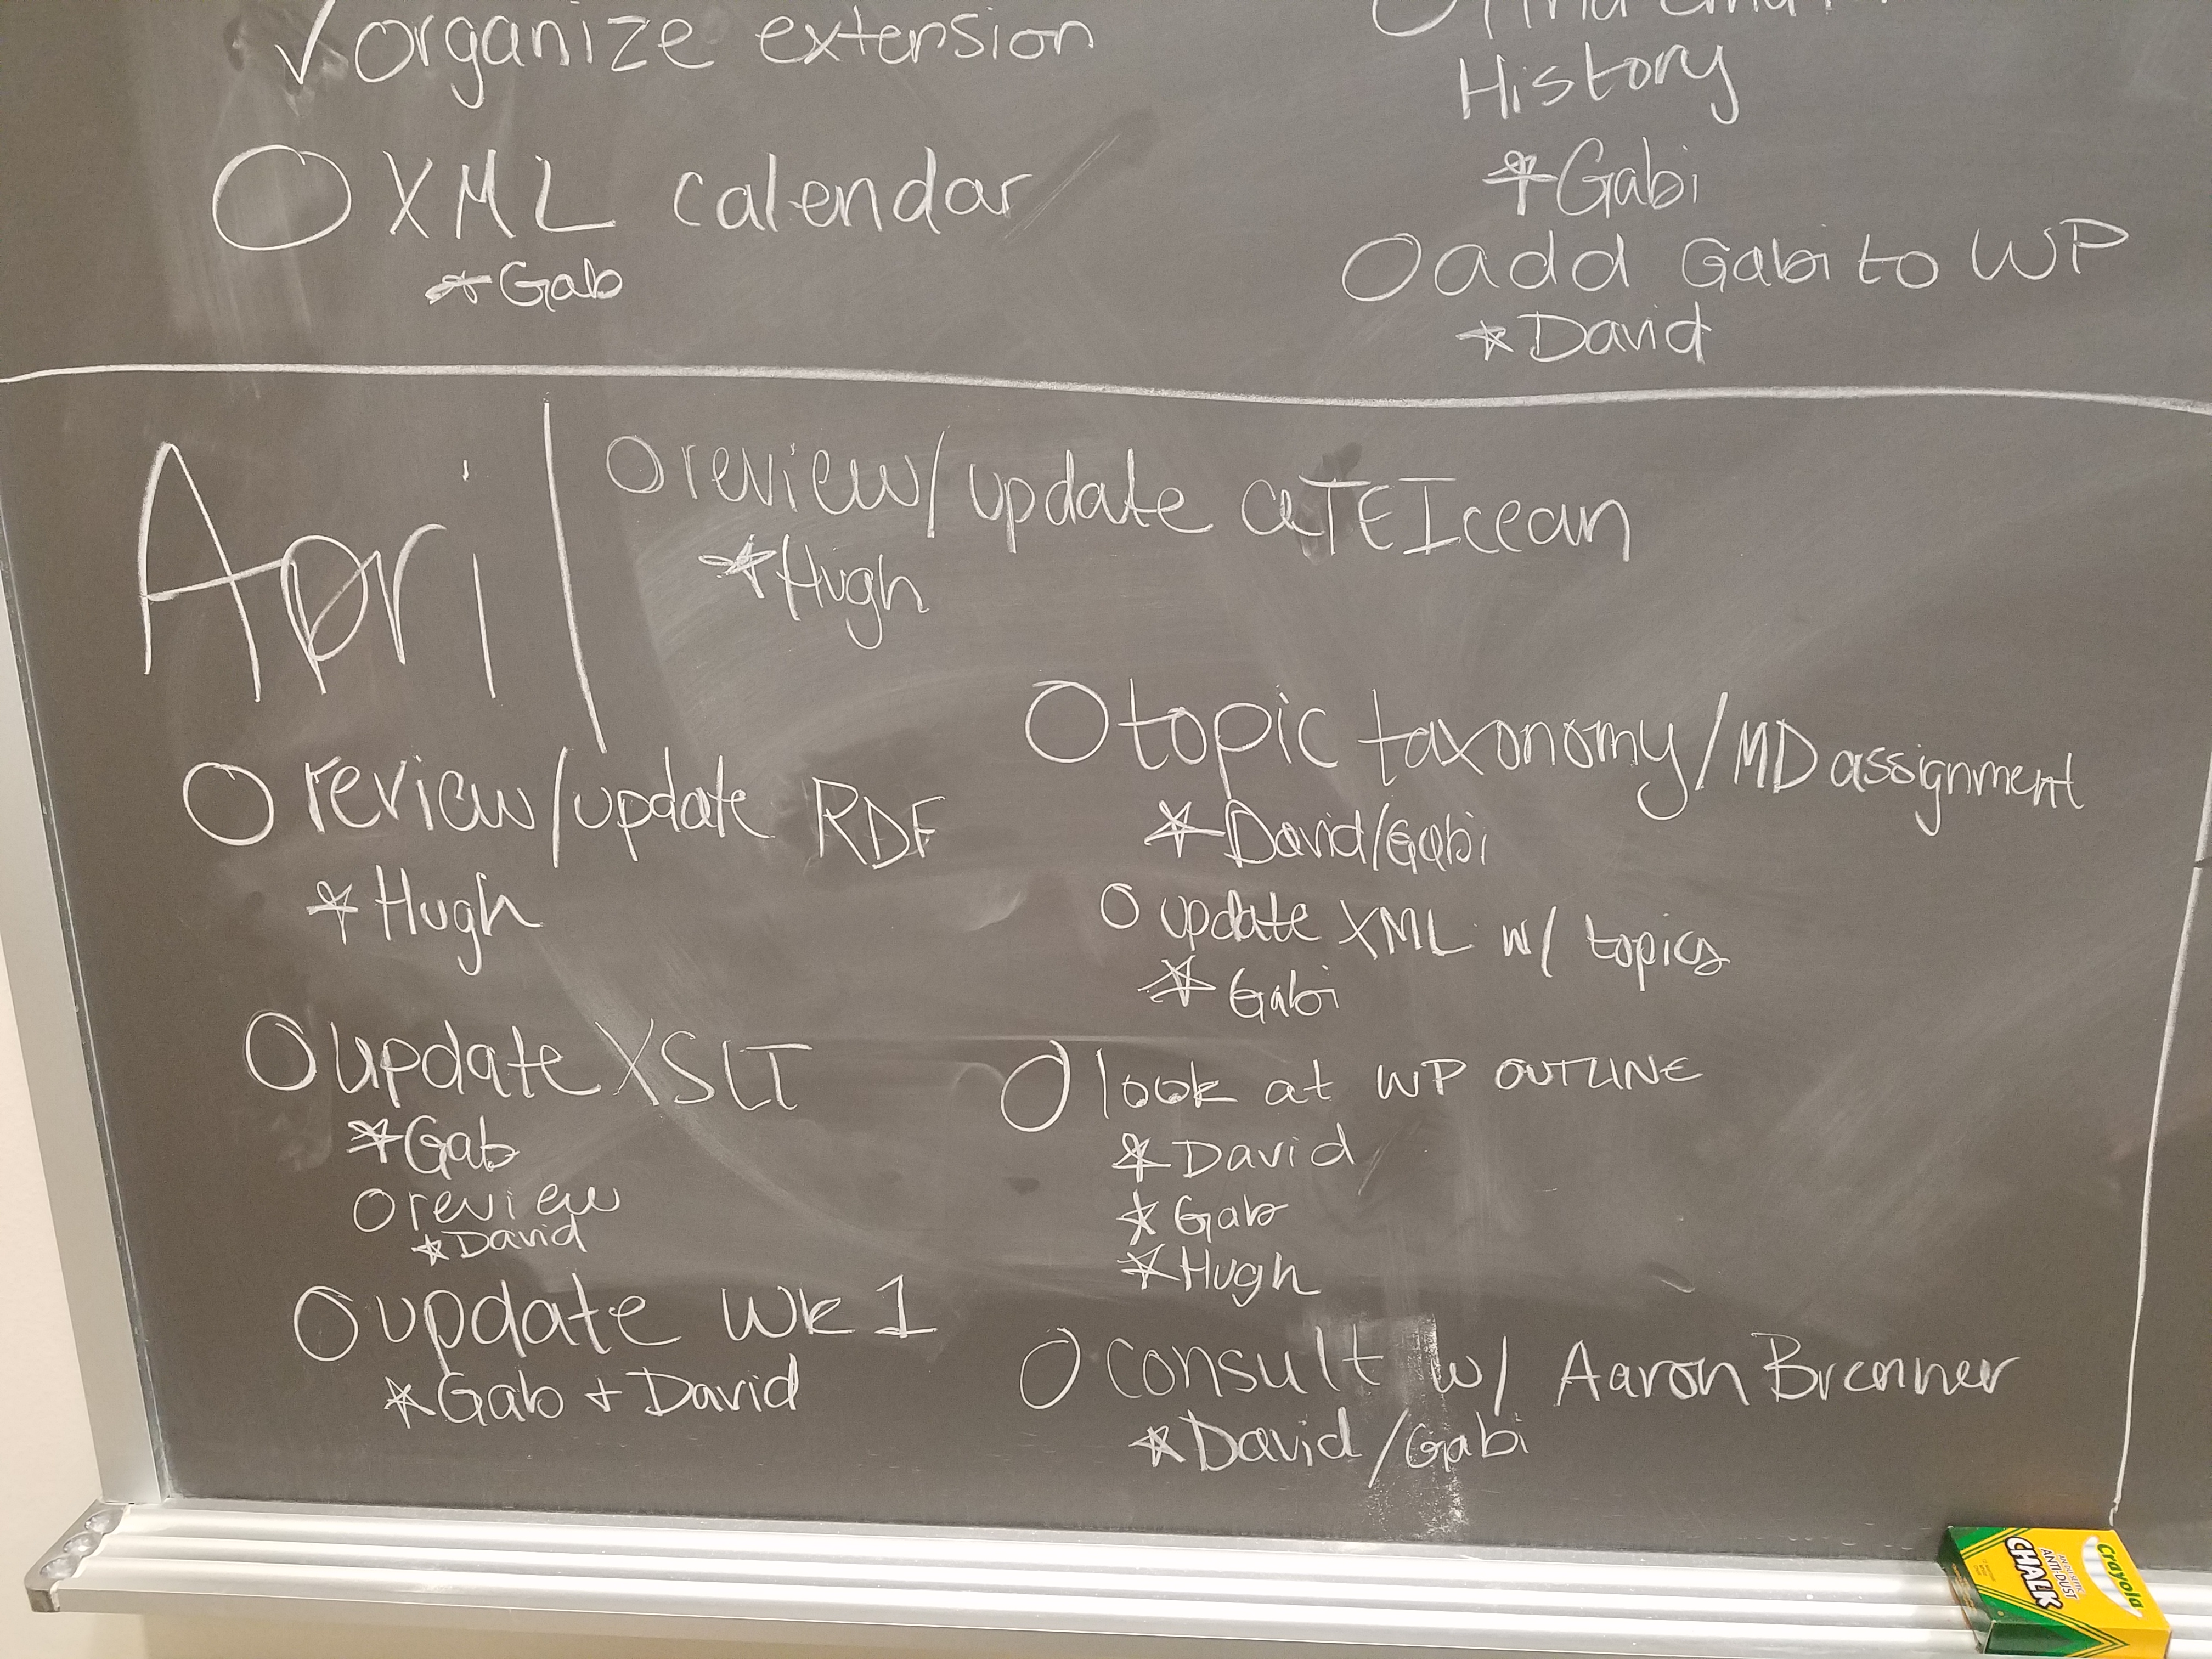 ✓ organize extension
O XML calendar
*Gab
History
*Gabi
O add Gabi to WP
*David
April
O review/update CETEIcean
*Hugh
O review/update RDF
*Hugh
O update XSLT
*Gab
O review
*David
O update Wk 1
*Gab + David
O topic taxonomy/MD assignment
*David/Gabi
O update XML w/ topics
*Gabi
O look at WP OUTLINE
*David
*Gab
*Hugh
O consult w/ Aaron Brenner
*David/Gabi
Crayola
ANTI-DUST
CHALK